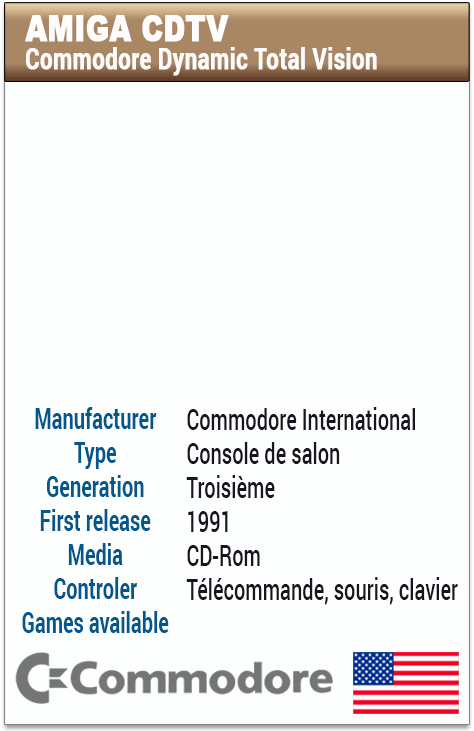 AMIGA CDTV
Commodore Dynamic Total Vision
Manufacturer Commodore International
Type Console de salon
Generation Troisième
First release 1991
Media CD-Rom
Controler Télécommande, souris, clavier
Games available
Commodore